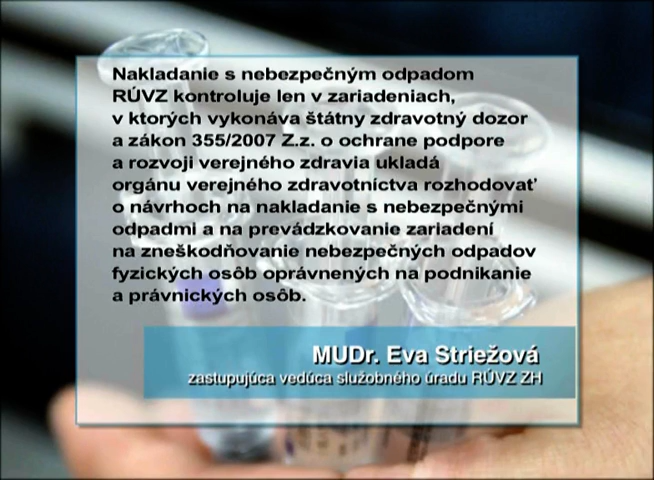 Nakladanie s nebezpečným odpadom
RÚVZ kontroluje len v zariadeniach,
v ktorých vykonáva štátny zdravotný dozor
a zákon 355/2007 Z.z. o ochrane podpore
a rozvoji verejného zdravia ukladá
orgánu verejného zdravotníctva rozhodovať
o návrhoch na nakladanie s nebezpečnými
odpadmi a na prevádzkovanie zariadení
na zneškodňovanie nebezpečných odpadov
fyzických osôb oprávnených na podnikanie
a právnických osôb.
MUDr. Eva Striežová
zastupujúca vedúca služobného úradu RÚVZ ZH